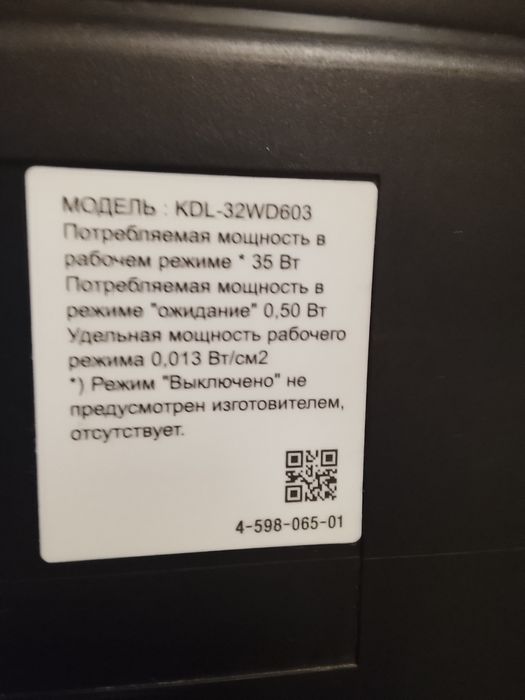 МОДЕЛЬ : KDL-32WD603
Потребляемая мощность в
рабочем режиме * 35 Вт
Потребляемая мощность в
режиме "ожидание" 0,50 Вт
Удельная мощность рабочего
режима 0,013 Вт/см2
*) Режим "Выключено" не
предусмотрен изготовителем,
отсутствует.
4-598-065-01